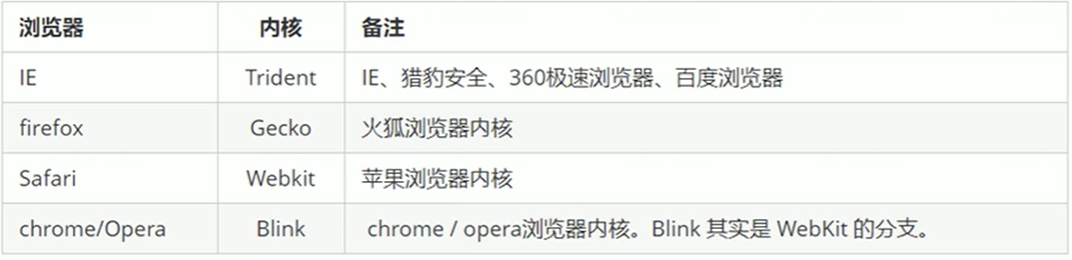 浏览器 内核 备注
IE Trident IE、猎豹安全、360极速浏览器、百度浏览器
firefox Gecko 火狐浏览器内核
Safari Webkit 苹果浏览器内核
chrome/Opera Blink chrome / opera浏览器内核。Blink 其实是 WebKit 的分支。